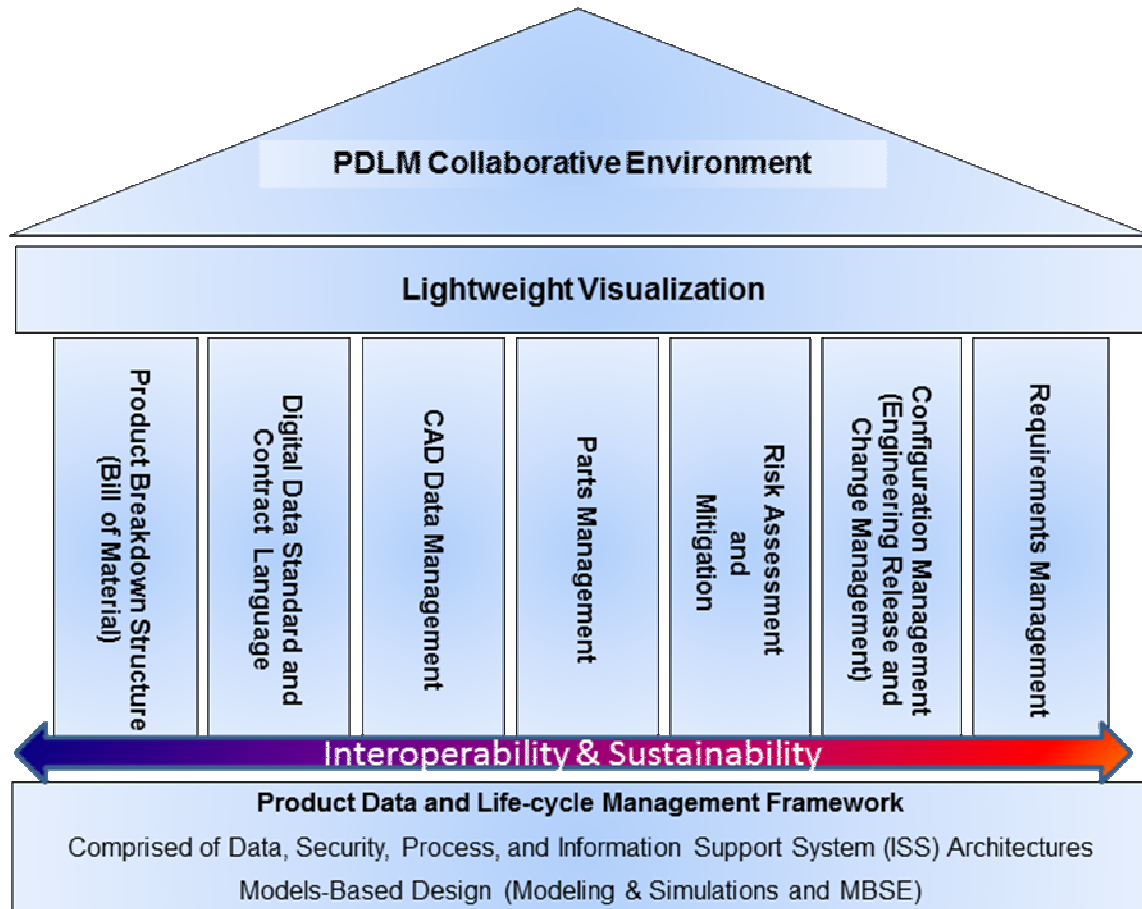 PDLM Collaborative Environment
Lightweight Visualization
Product Breakdown Structure
(Bill of Material)
Digital Data Standard and
Contract Language
CAD Data Management
Parts Management
Risk Assessment
and
Mitigation
Configuration Management
(Engineering Release and
Change Management)
Requirements Management
Interoperability & Sustainability
Product Data and Life-cycle Management Framework
Comprised of Data, Security, Process, and Information Support System (ISS) Architectures
Models-Based Design (Modeling & Simulations and MBSE)